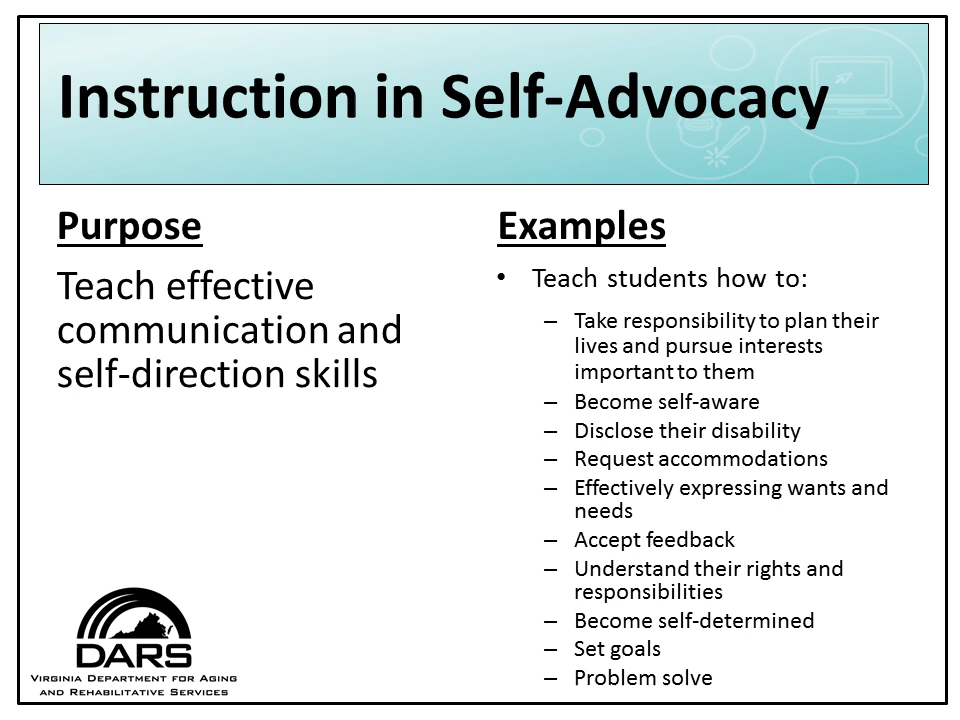 Instruction in Self-Advocacy
Purpose
Teach effective
communication and
self-direction skills
Examples
• Teach students how to:
– Take responsibility to plan their
lives and pursue interests
important to them
– Become self-aware
– Disclose their disability
– Request accommodations
– Effectively expressing wants and
needs
– Accept feedback
– Understand their rights and
responsibilities
– Become self-determined
– Set goals
– Problem solve
DARS
VIRGINIA DEPARTMENT FOR AGING
AND REHABILITATIVE SERVICES